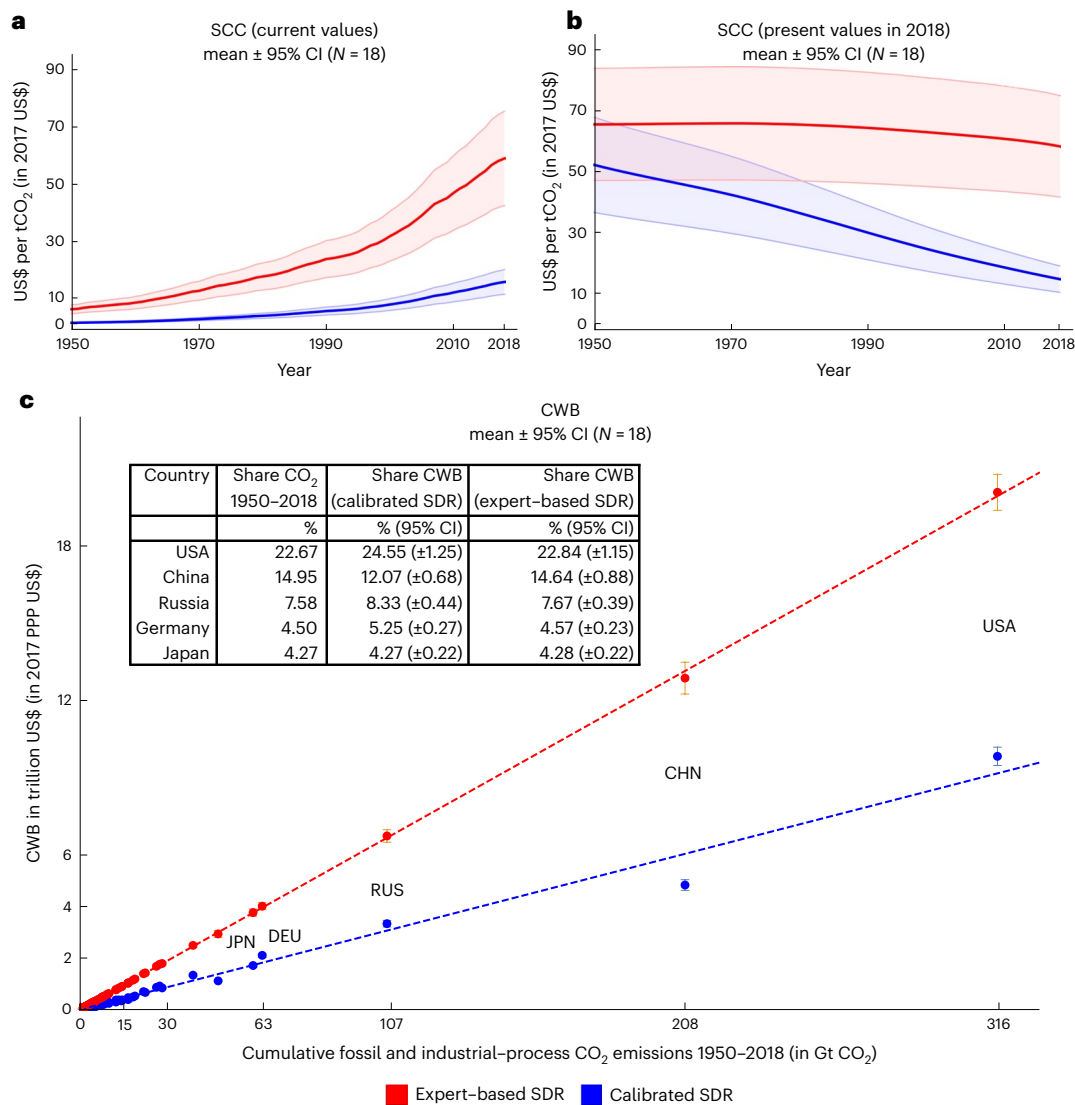 a
SCC (current values)
mean ± 95% CI (N = 18)
US$ per tCO2 (in 2017 US$)
90
70
50
30
10
0
1950
1970
1990
2010
2018
Year
b
SCC (present values in 2018)
mean ± 95% CI (N = 18)
US$ per tCO2 (in 2017 US$)
90
70
50
30
10
0
1950
1970
1990
2010
2018
Year
c
CWB
mean ± 95% CI (N = 18)
Country Share CO2 Share CWB Share CWB
1950–2018 (calibrated SDR) (expert–based SDR)
% % (95% CI) % (95% CI)
USA 22.67 24.55 (±1.25) 22.84 (±1.15)
China 14.95 12.07 (±0.68) 14.64 (±0.88)
Russia 7.58 8.33 (±0.44) 7.67 (±0.39)
Germany 4.50 5.25 (±0.27) 4.57 (±0.23)
Japan 4.27 4.27 (±0.22) 4.28 (±0.22)
CWB in trillion US$ (in 2017 PPP US$)
18
12
6
4
2
0
USA
CHN
RUS
JPN
DEU
0
15
30
63
107
208
316
Cumulative fossil and industrial–process CO2 emissions 1950–2018 (in Gt CO2)
Expert–based SDR
Calibrated SDR